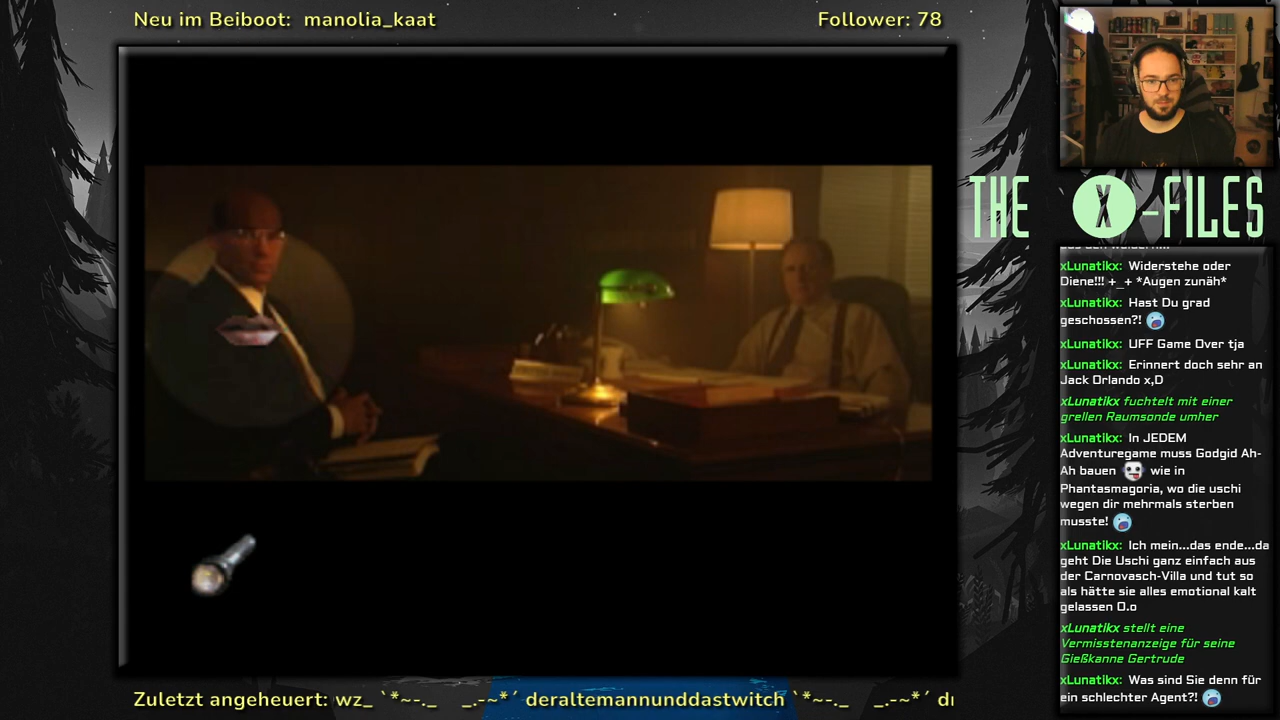 Neu im Beiboot: manolia_kaat
Follower: 78
THE X-FILES
xLunatikx: Widerstehe oder
Diene!!! +_+ *Augen zunäh*
xLunatikx: Hast Du grad
geschossen?!
xLunatikx: UFF Game Over tja
xLunatikx: Erinnert doch sehr an
Jack Orlando x,D
xLunatikx fuchtelt mit einer
grellen Raumsonde umher
xLunatikx: In JEDEM
Adventuregame muss Godgid Ah-
Ah bauen wie in
Phantasmagoria, wo die uschi
wegen dir mehrmals sterben
musste!
xLunatikx: Ich mein...das ende...da
geht Die Uschi ganz einfach aus
der Carnovasch-Villa und tut so
als hätte sie alles emotional kalt
gelassen O.o
xLunatikx stellt eine
Vermisstenanzeige für seine
Gießkanne Gertrude
xLunatikx: Was sind Sie denn für
ein schlechter Agent?!
Zuletzt angeheuert: wz_ `*~-._ _.-~*´ deraltemannunddastwitch `*~-._ _.-~*´